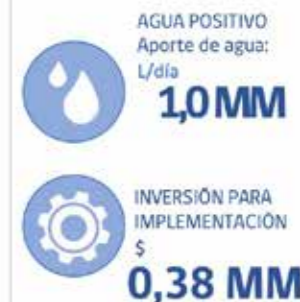 AGUA POSITIVO
Aporte de agua:
L/día
1,0 MM
INVERSIÓN PARA
IMPLEMENTACIÓN
$
0,38 MM